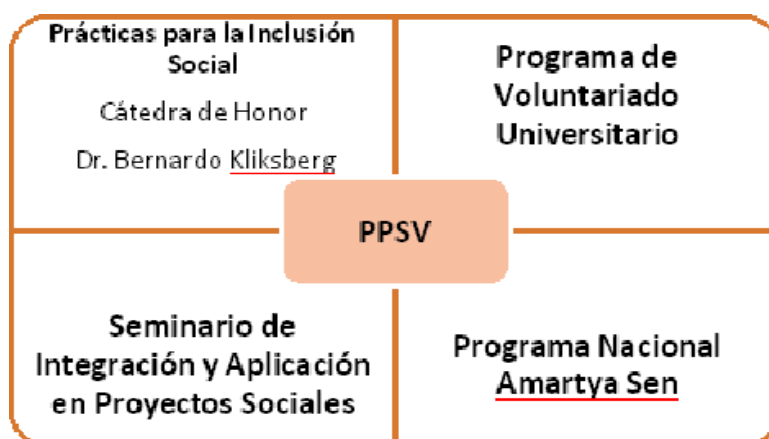 Prácticas para la Inclusión
Social
Cátedra de Honor
Dr. Bernardo Kliksberg
Programa de
Voluntariado
Universitario
PPSV
Seminario de
Integración y Aplicación
en Proyectos Sociales
Programa Nacional
Amartya Sen